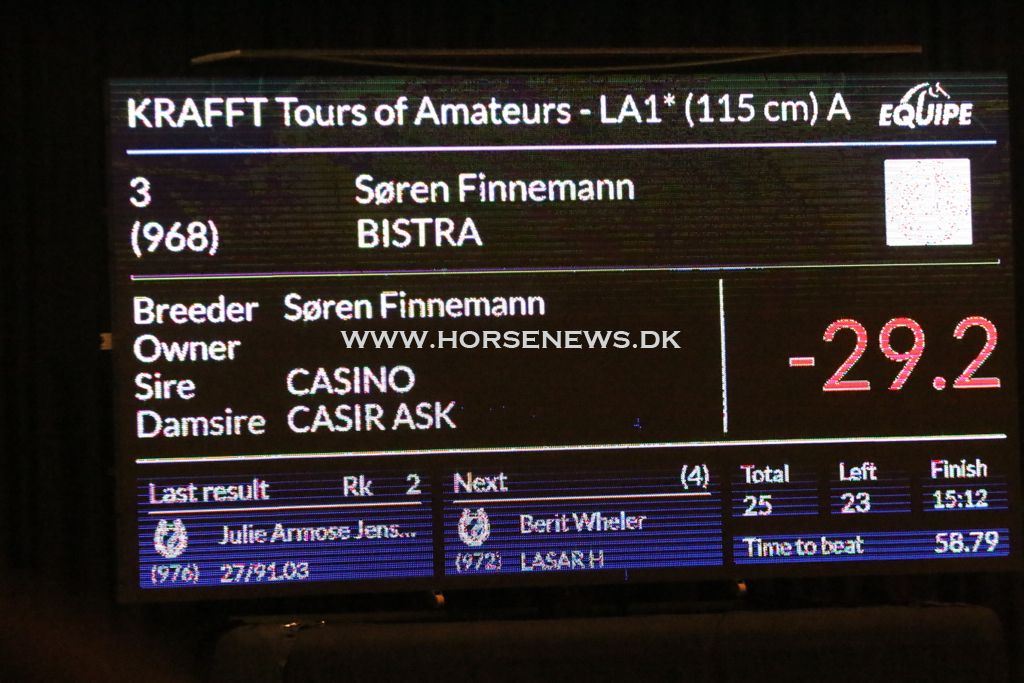 KRAFFT Tours of Amateurs - LA1* (115 cm) A EQUIPE
3 Søren Finnemann
(968) BISTRA
Breeder Søren Finnemann
Owner
Sire CASINO
Damsire CASIR ASK
-29.2
WWW.HORSENEWS.DK
Last result Rk 2
Julie Armose Jens...
(976) 27/91.03
Next (4)
Berit Wheler
(972) LASAR H
Total Left Finish
25 23 15:12
Time to beat 58.79